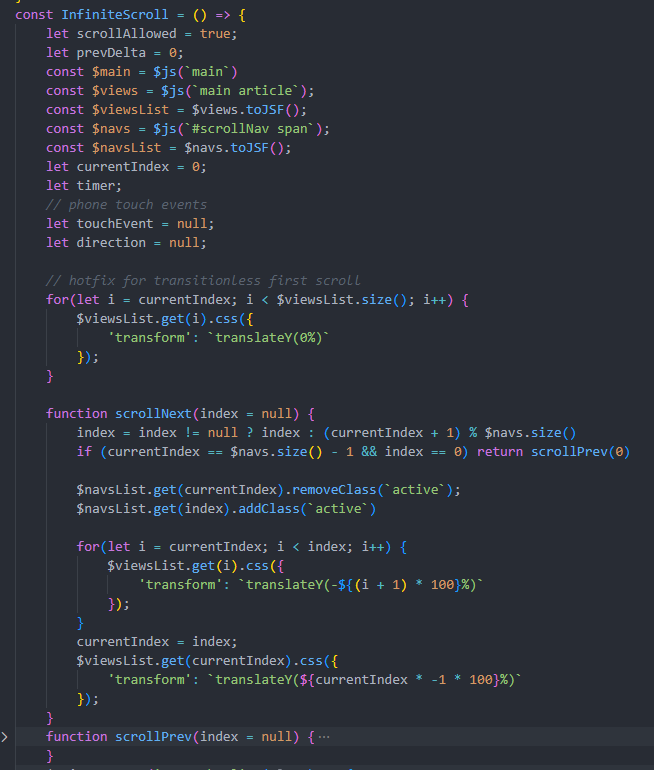 const InfiniteScroll = () => {
    let scrollAllowed = true;
    let prevDelta = 0;
    const $main = $js(`main`)
    const $views = $js(`main article`);
    const $viewsList = $views.toJSF();
    const $navs = $js(`#scrollNav span`);
    const $navsList = $navs.toJSF();
    let currentIndex = 0;
    let timer;
    // phone touch events
    let touchEvent = null;
    let direction = null;

    // hotfix for transitionless first scroll
    for(let i = currentIndex; i < $viewsList.size(); i++) {
        $viewsList.get(i).css({
            'transform': `translateY(0%)`
        });
    }

    function scrollNext(index = null) {
        index = index != null ? index : (currentIndex + 1) % $navs.size()
        if (currentIndex == $navs.size() - 1 && index == 0) return scrollPrev(0)

        $navsList.get(currentIndex).removeClass(`active`);
        $navsList.get(index).addClass(`active`)

        for(let i = currentIndex; i < index; i++) {
            $viewsList.get(i).css({
                'transform': `translateY(-${(i + 1) * 100}%)`
            });
        }
        currentIndex = index;
        $viewsList.get(currentIndex).css({
            'transform': `translateY(${currentIndex * -1 * 100}%)`
        });
    }
    function scrollPrev(index = null) { ···
    }